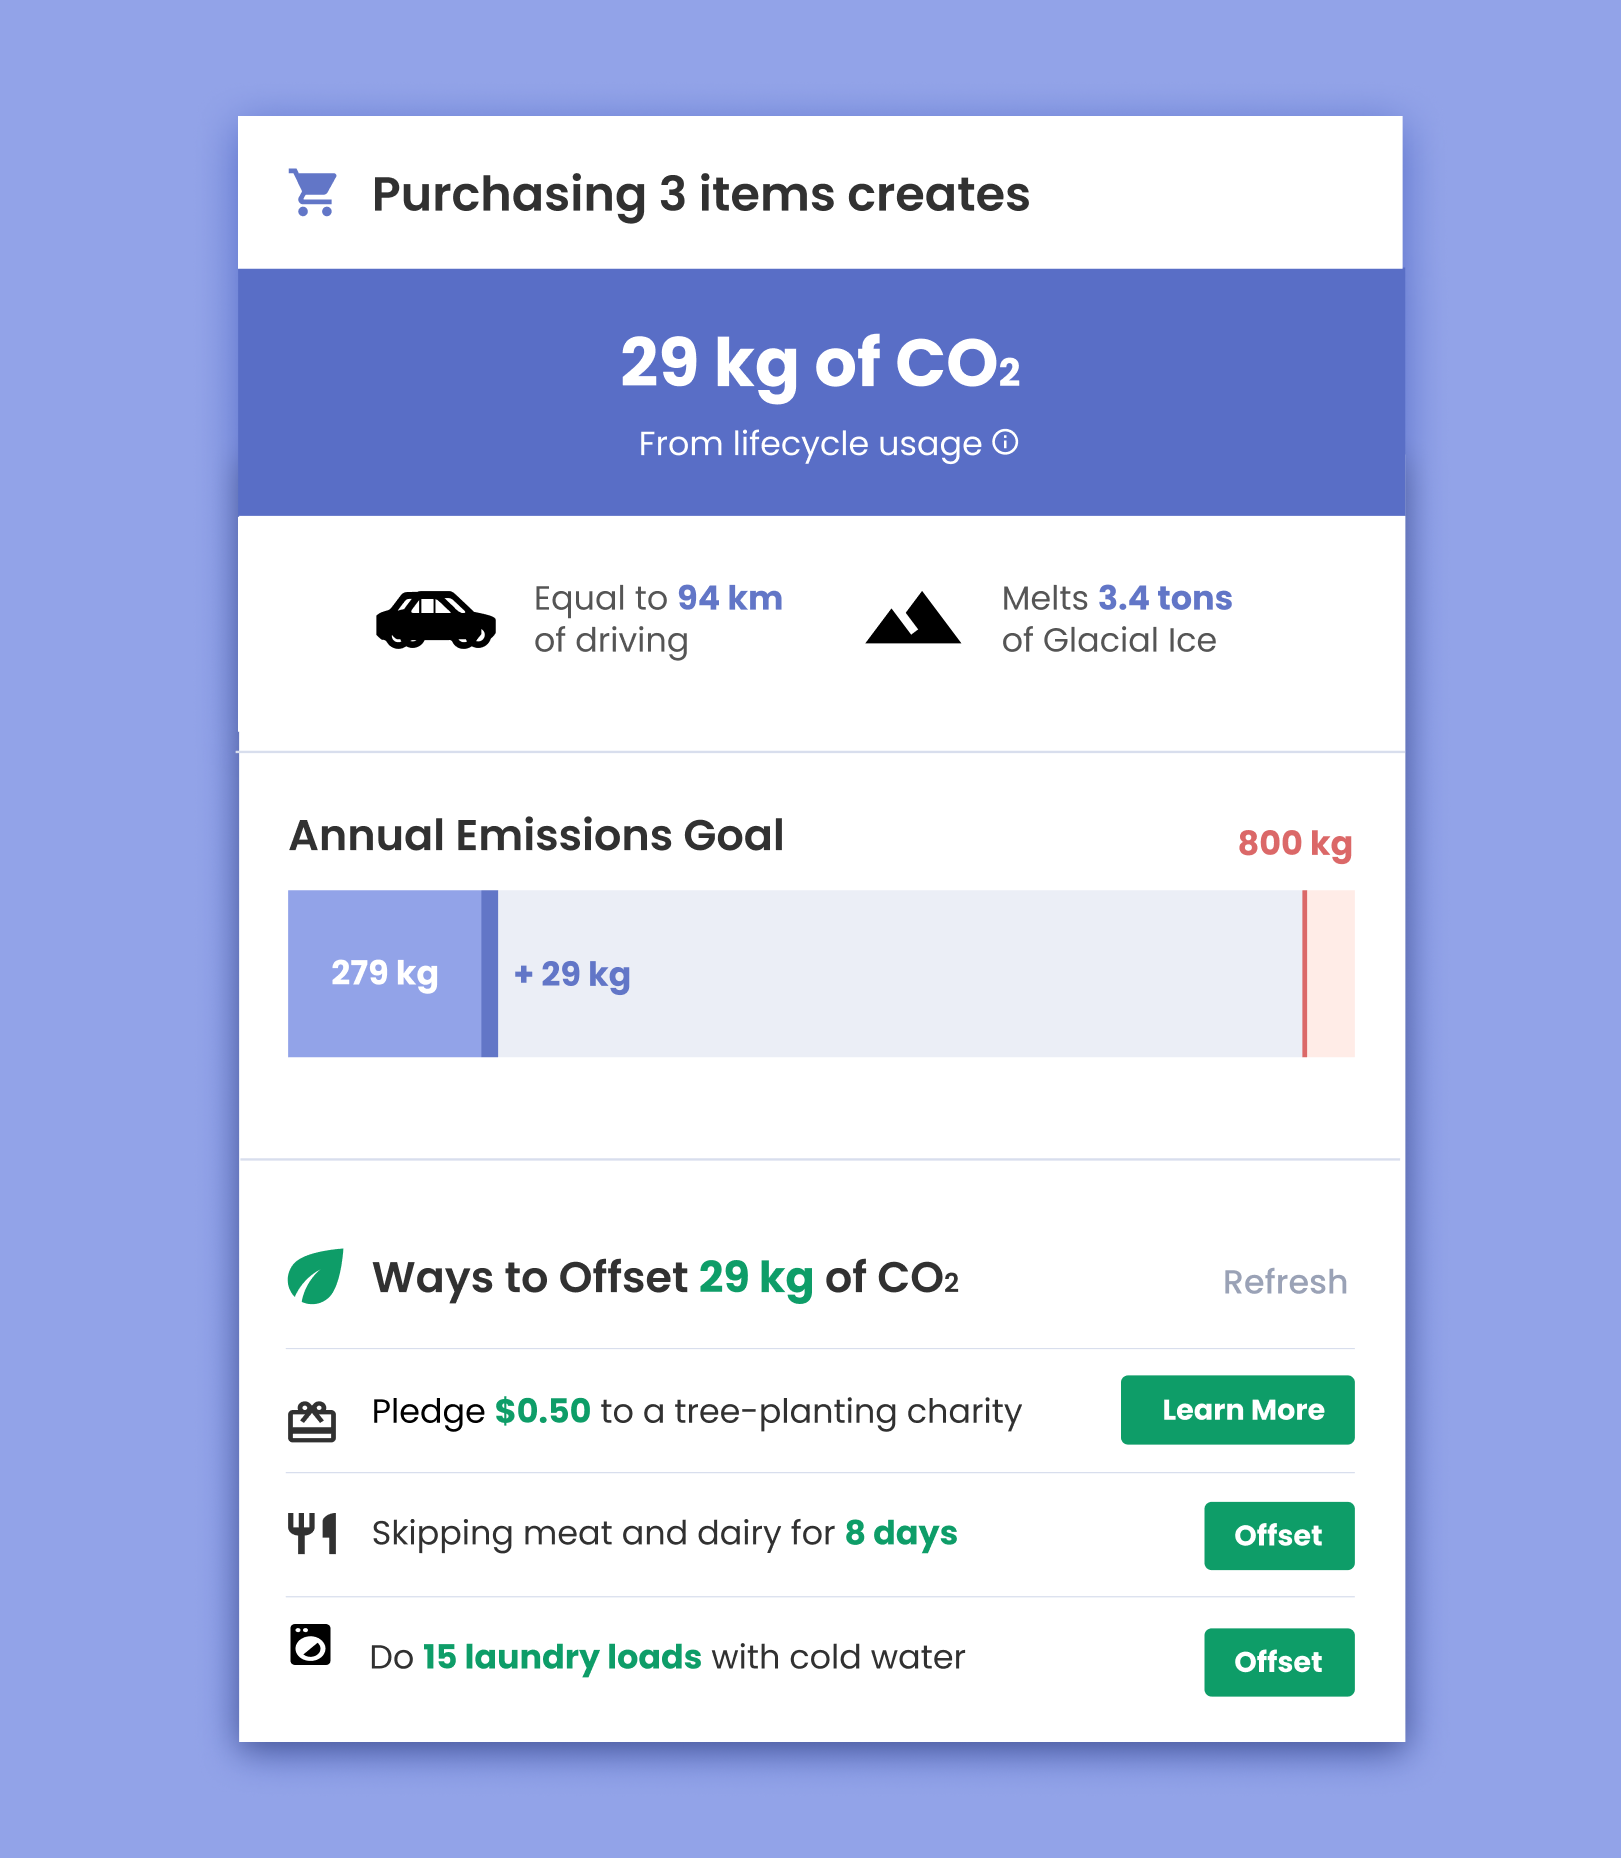 Purchasing 3 items creates
29 kg of CO₂
From lifecycle usage
Equal to 94 km
of driving
Melts 3.4 tons
of Glacial Ice
Annual Emissions Goal
800 kg
279 kg
+ 29 kg
Ways to Offset 29 kg of CO₂
Refresh
Pledge $0.50 to a tree-planting charity
Learn More
Skipping meat and dairy for 8 days
Offset
Do 15 laundry loads with cold water
Offset